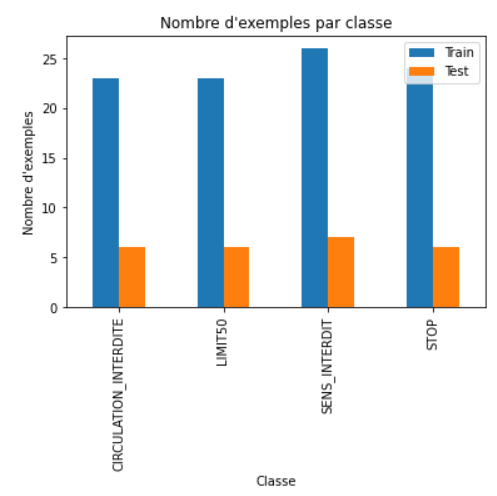 Nombre d'exemples par classe
Train
Test
Nombre d'exemples
25
20
15
10
5
0
CIRCULATION_INTERDITE
LIMIT50
SENS_INTERDIT
STOP
Classe